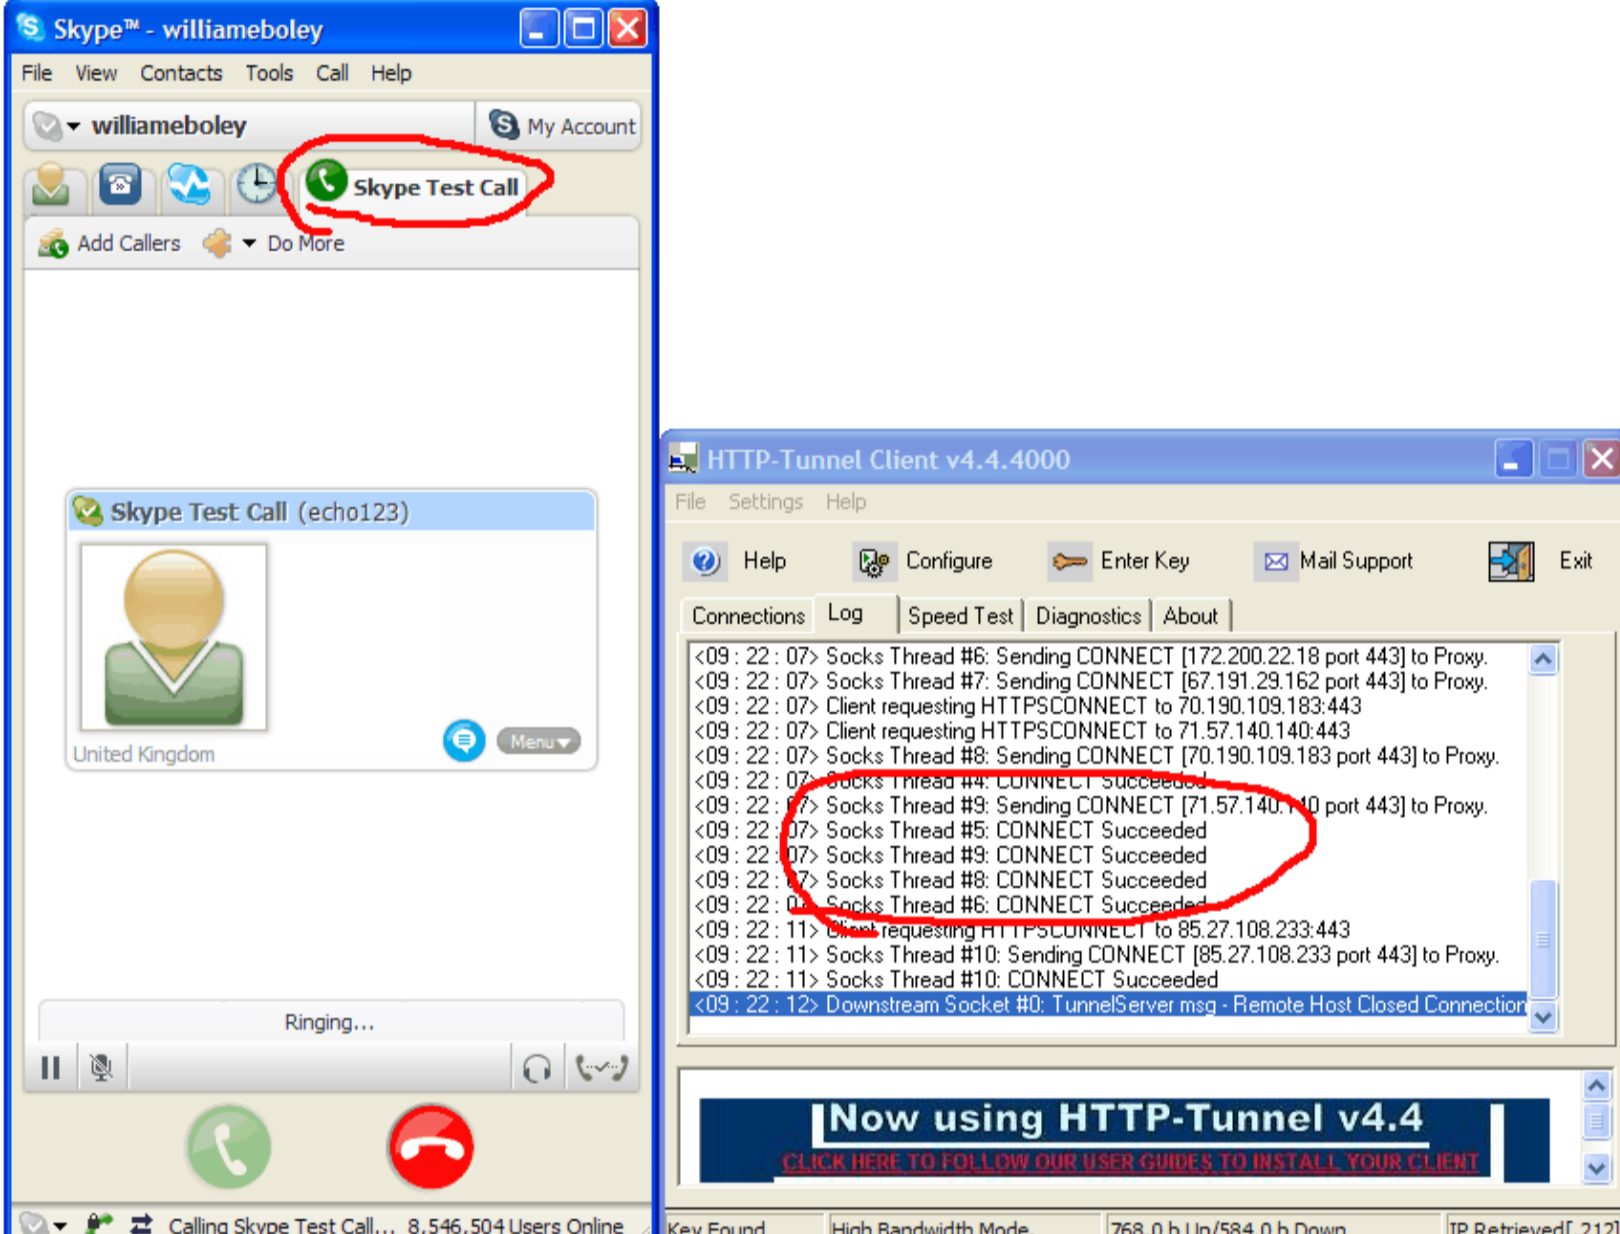 Skype™ - williameboley
File View Contacts Tools Call Help
williameboley My Account
Skype Test Call
Add Callers Do More
Skype Test Call (echo123)
United Kingdom
Menu
Ringing...
Calling Skype Test Call... 8,546,504 Users Online
HTTP-Tunnel Client v4.4.4000
File Settings Help
Help Configure Enter Key Mail Support Exit
Connections Log Speed Test Diagnostics About
<09 : 22 : 07> Socks Thread #6: Sending CONNECT [172.200.22.18 port 443] to Proxy.
<09 : 22 : 07> Socks Thread #7: Sending CONNECT [67.191.29.162 port 443] to Proxy.
<09 : 22 : 07> Client requesting HTTPSCONNECT to 70.190.109.183:443
<09 : 22 : 07> Client requesting HTTPSCONNECT to 71.57.140.140:443
<09 : 22 : 07> Socks Thread #8: Sending CONNECT [70.190.109.183 port 443] to Proxy.
<09 : 22 : 07> Socks Thread #4: CONNECT Succeeded
<09 : 22 : 07> Socks Thread #9: Sending CONNECT [71.57.140.140 port 443] to Proxy.
<09 : 22 : 07> Socks Thread #5: CONNECT Succeeded
<09 : 22 : 07> Socks Thread #9: CONNECT Succeeded
<09 : 22 : 07> Socks Thread #8: CONNECT Succeeded
<09 : 22 : 07> Socks Thread #6: CONNECT Succeeded
<09 : 22 : 11> Client requesting HTTPSCONNECT to 85.27.108.233:443
<09 : 22 : 11> Socks Thread #10: Sending CONNECT [85.27.108.233 port 443] to Proxy.
<09 : 22 : 11> Socks Thread #10: CONNECT Succeeded
<09 : 22 : 12> Downstream Socket #0: TunnelServer msg - Remote Host Closed Connection
Now using HTTP-Tunnel v4.4
CLICK HERE TO FOLLOW OUR USER GUIDES TO INSTALL YOUR CLIENT
Key Found High Bandwidth Mode. 768.0 b Up/584.0 b Down IP Retrieved[.212]